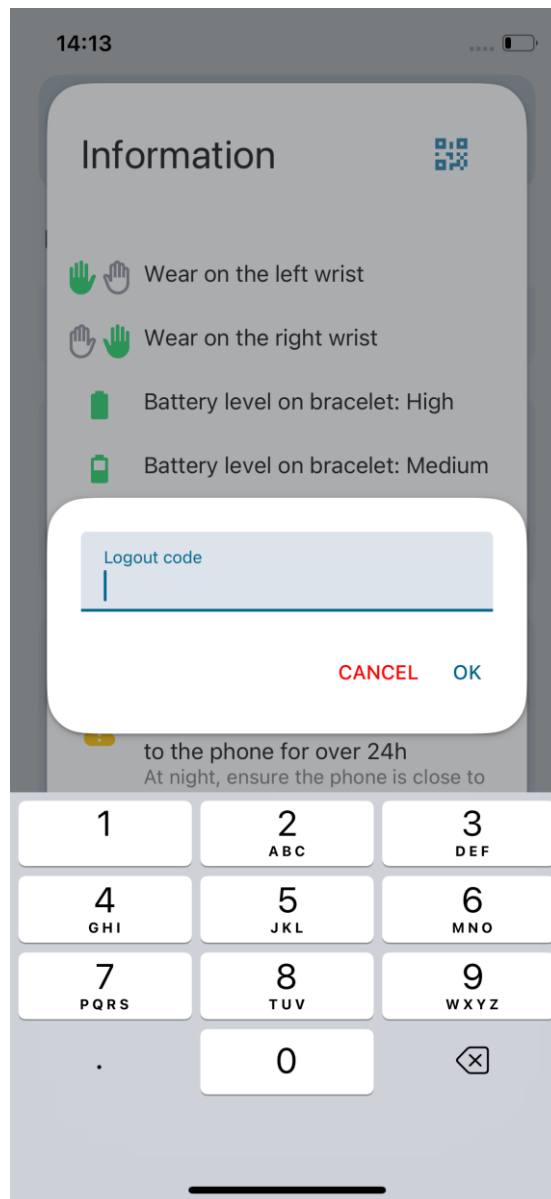 14:13
Information
Wear on the left wrist
Wear on the right wrist
Battery level on bracelet: High
Battery level on bracelet: Medium
Logout code
CANCEL OK
to the phone for over 24h
At night, ensure the phone is close to
1 2 3
ABC DEF
4 5 6
GHI JKL MNO
7 8 9
PQRS TUV WXYZ
. 0